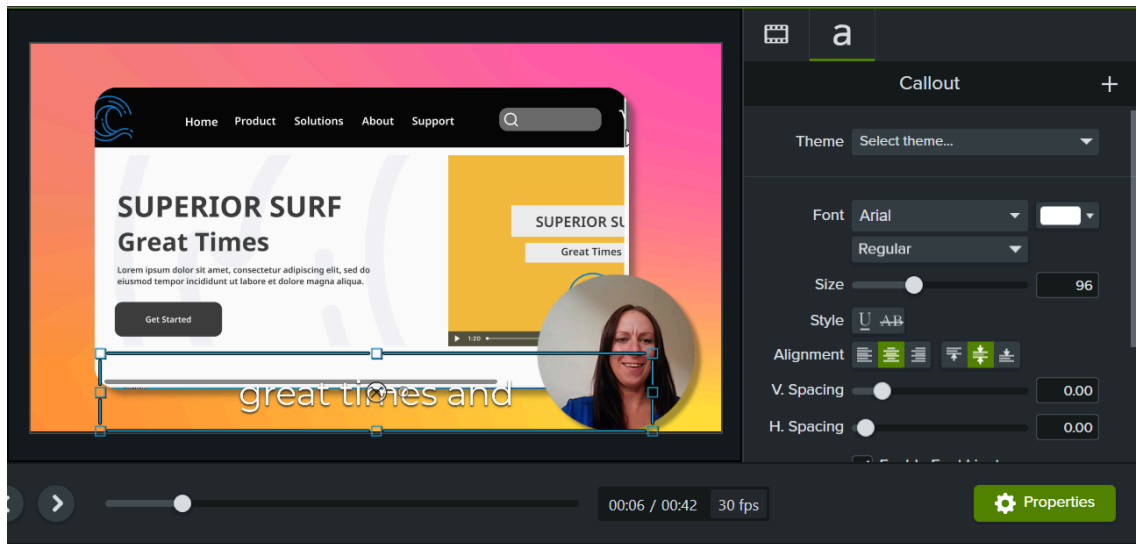 a
Callout
Home Product Solutions About Support
Theme Select theme...
SUPERIOR SURF
Great Times
SUPERIOR SU
Great Times
Lorem ipsum dolor sit amet, consectetur adipiscing elit, sed do
eiusmod tempor incididunt ut labore et dolore magna aliqua.
Get Started
1:20
great times and
Font Arial
Regular
Size 96
Style U AB
Alignment
V. Spacing 0.00
H. Spacing 0.00
00:06 / 00:42 30 fps
Properties